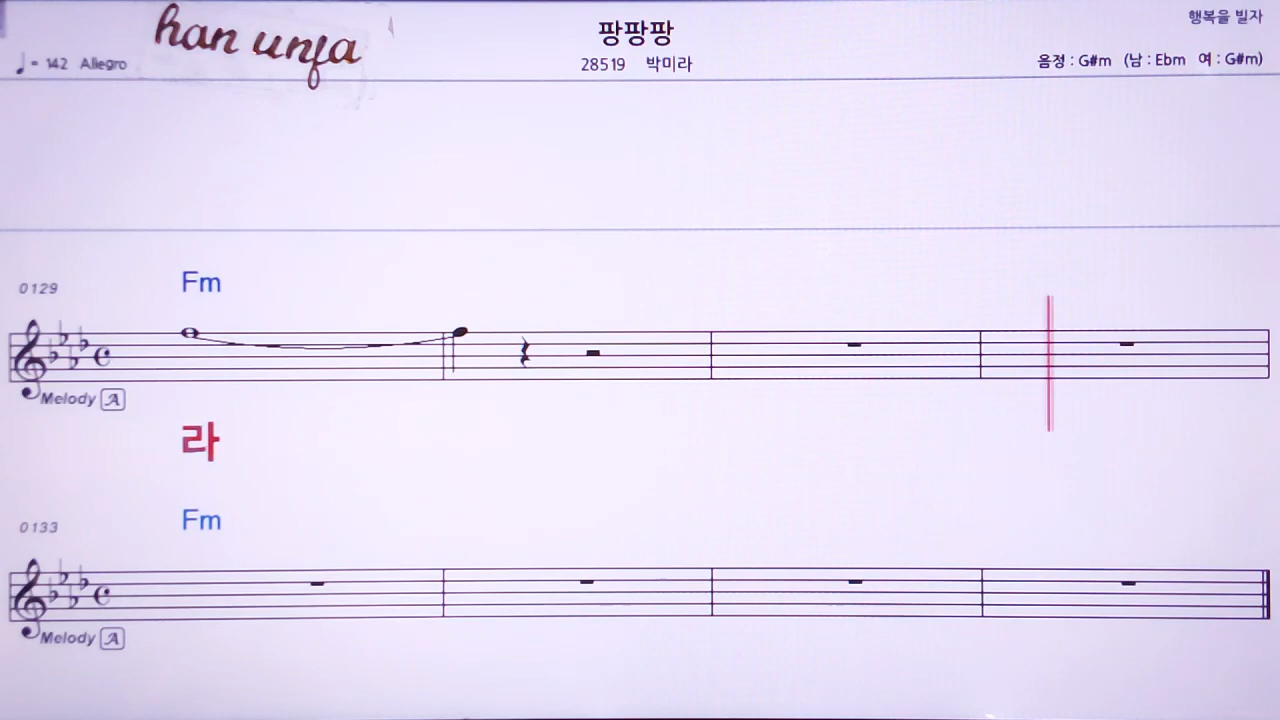 han unja
팡팡팡
행복을 빌자
♩= 142 Allegro
28519 박미라
음정 : G#m (남 : Ebm 여 : G#m)
Fm
0129
Melody A
라
Fm
0133
Melody A